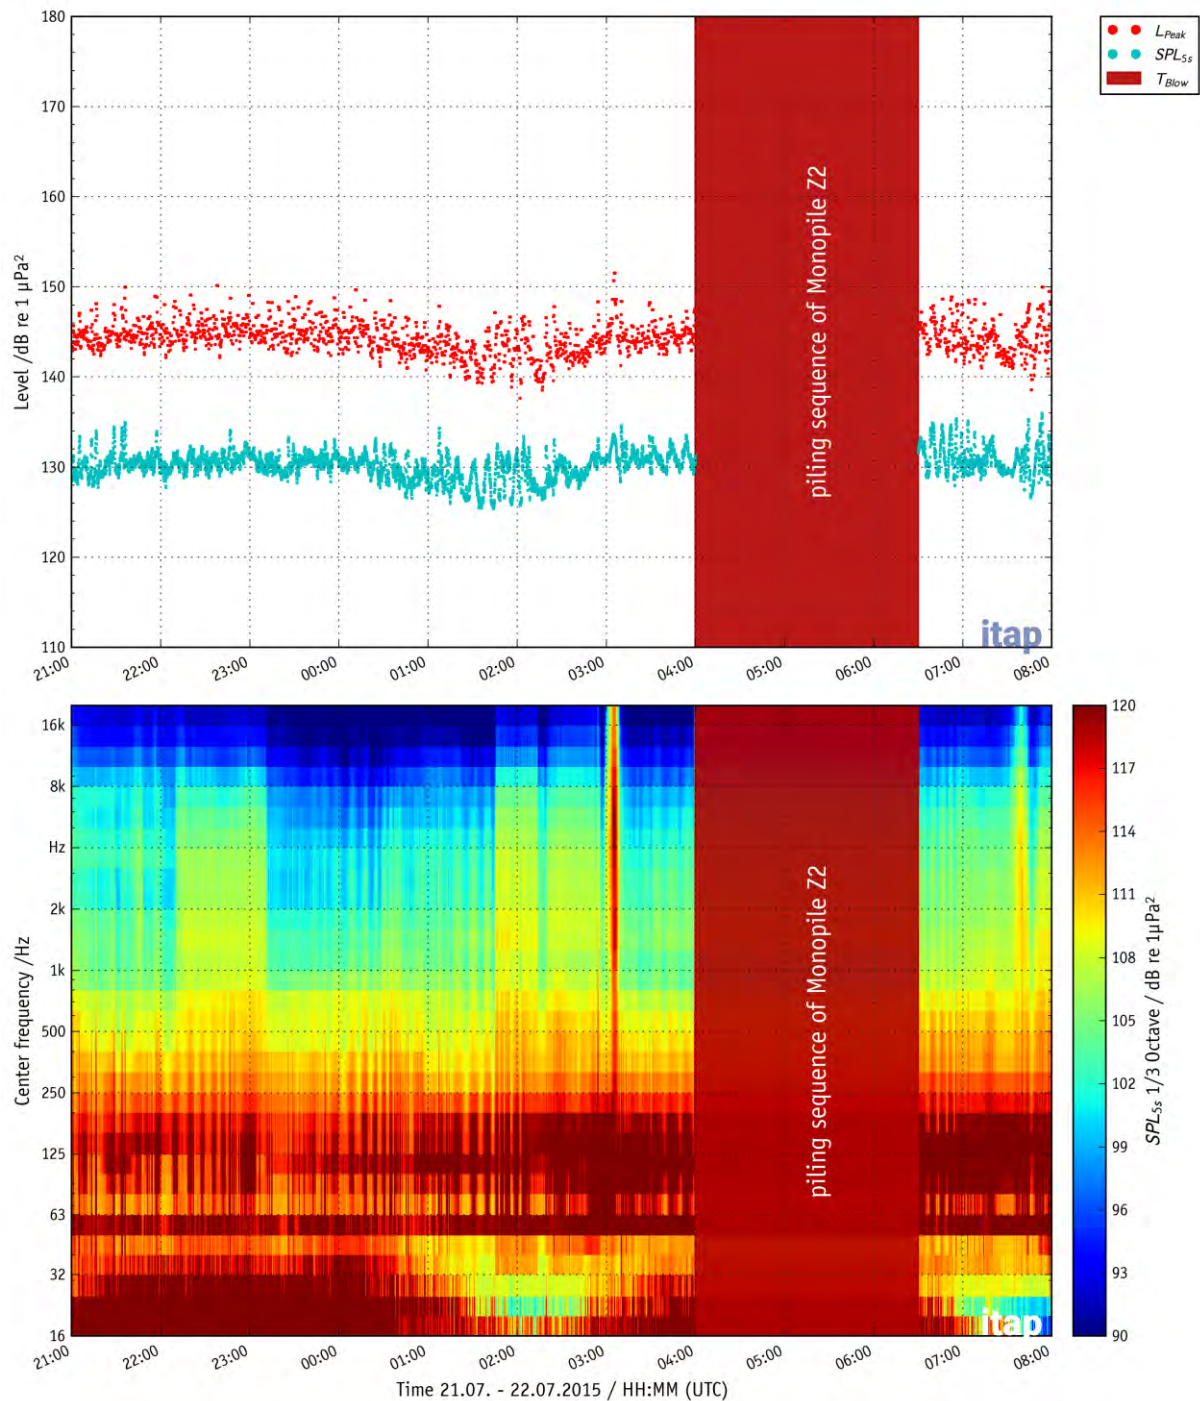 180
170
160
150
140
130
120
110
Level /dB re 1 µPa²
L_Peak
SPL_5s
T_Blow
piling sequence of Monopile Z2
itap
21:00 22:00 23:00 00:00 01:00 02:00 03:00 04:00 05:00 06:00 07:00 08:00
16k
8k
Hz
2k
1k
500
250
125
63
32
16
Center frequency /Hz
piling sequence of Monopile Z2
itap
120
117
114
111
108
105
102
99
96
93
90
SPL_5s 1/3 Octave / dB re 1µPa²
21:00 22:00 23:00 00:00 01:00 02:00 03:00 04:00 05:00 06:00 07:00 08:00
Time 21.07. - 22.07.2015 / HH:MM (UTC)